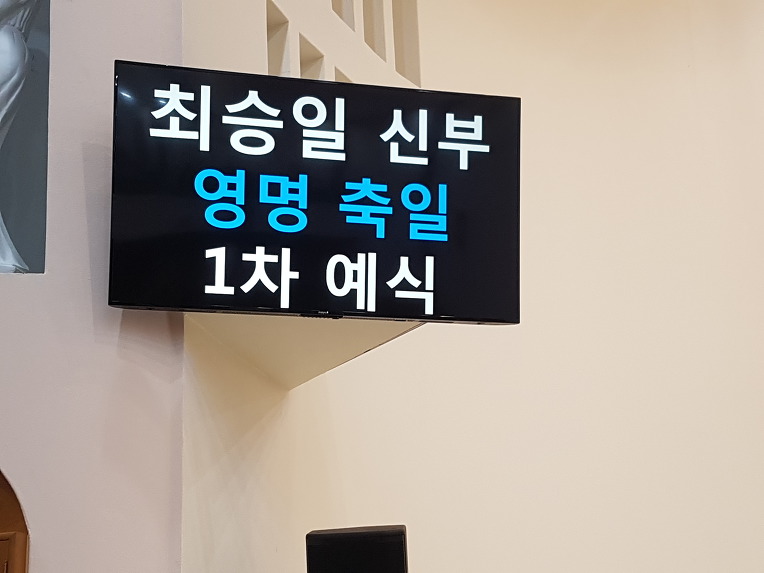 최승일 신부
영명 축일
1차 예식